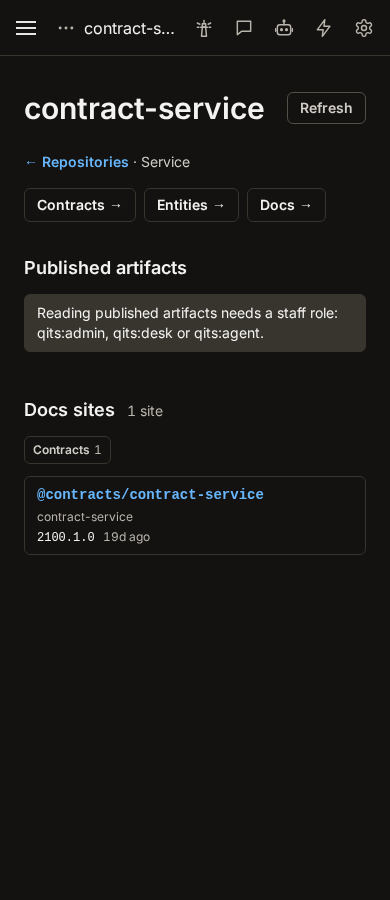 contract-s...
contract-service
Refresh
← Repositories · Service
Contracts →
Entities →
Docs →
Published artifacts
Reading published artifacts needs a staff role:
qits:admin, qits:desk or qits:agent.
Docs sites 1 site
Contracts 1
@contracts/contract-service
contract-service
2100.1.0 19d ago